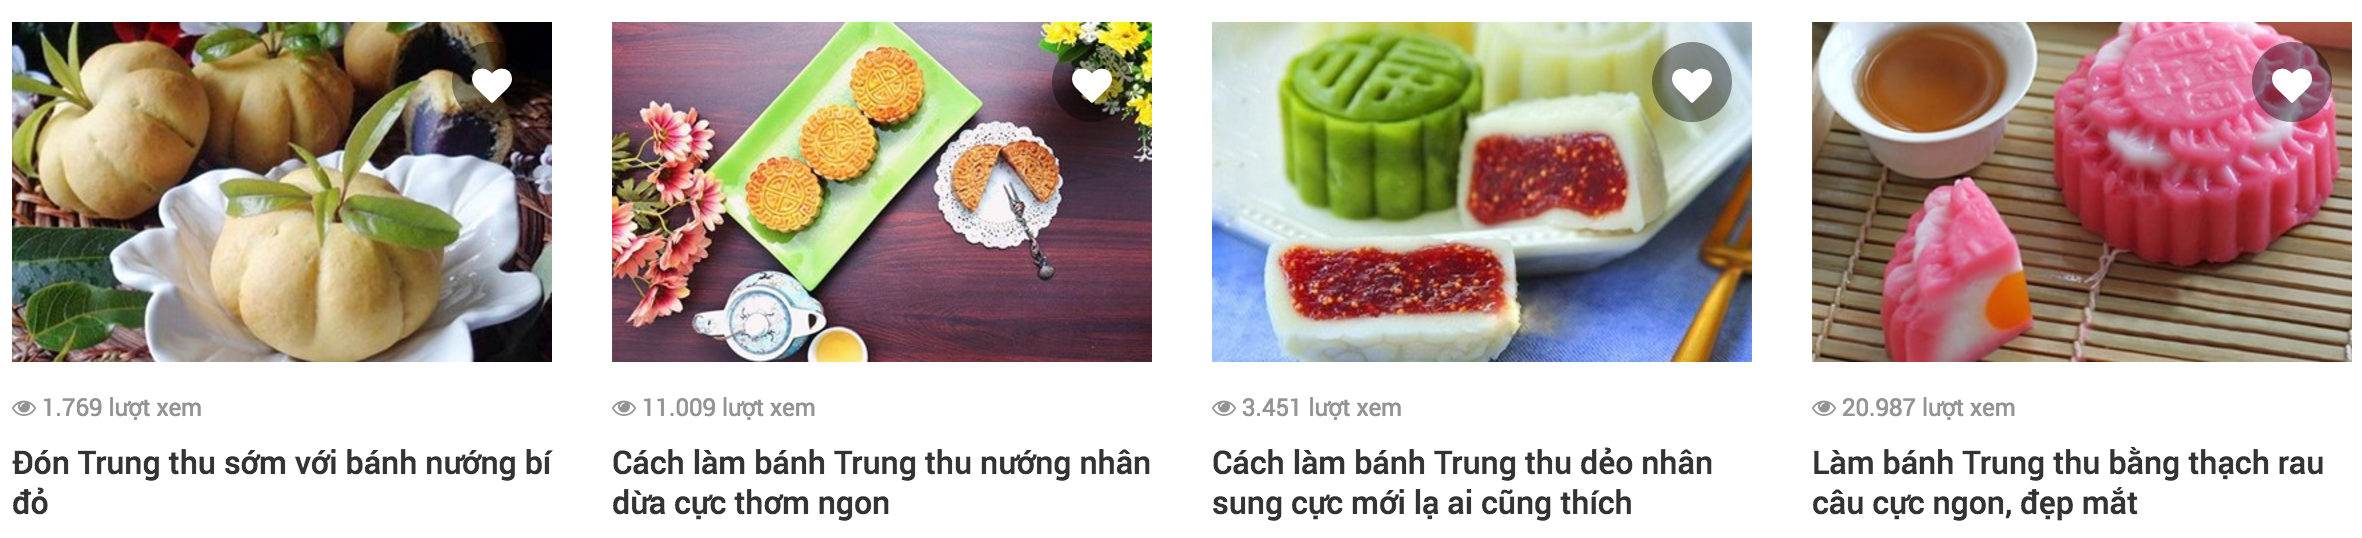 1.769 lượt xem
Đón Trung thu sớm với bánh nướng bí
đỏ
11.009 lượt xem
Cách làm bánh Trung thu nướng nhân
dừa cực thơm ngon
3.451 lượt xem
Cách làm bánh Trung thu dẻo nhân
sung cực mới lạ ai cũng thích
20.987 lượt xem
Làm bánh Trung thu bằng thạch rau
câu cực ngon, đẹp mắt